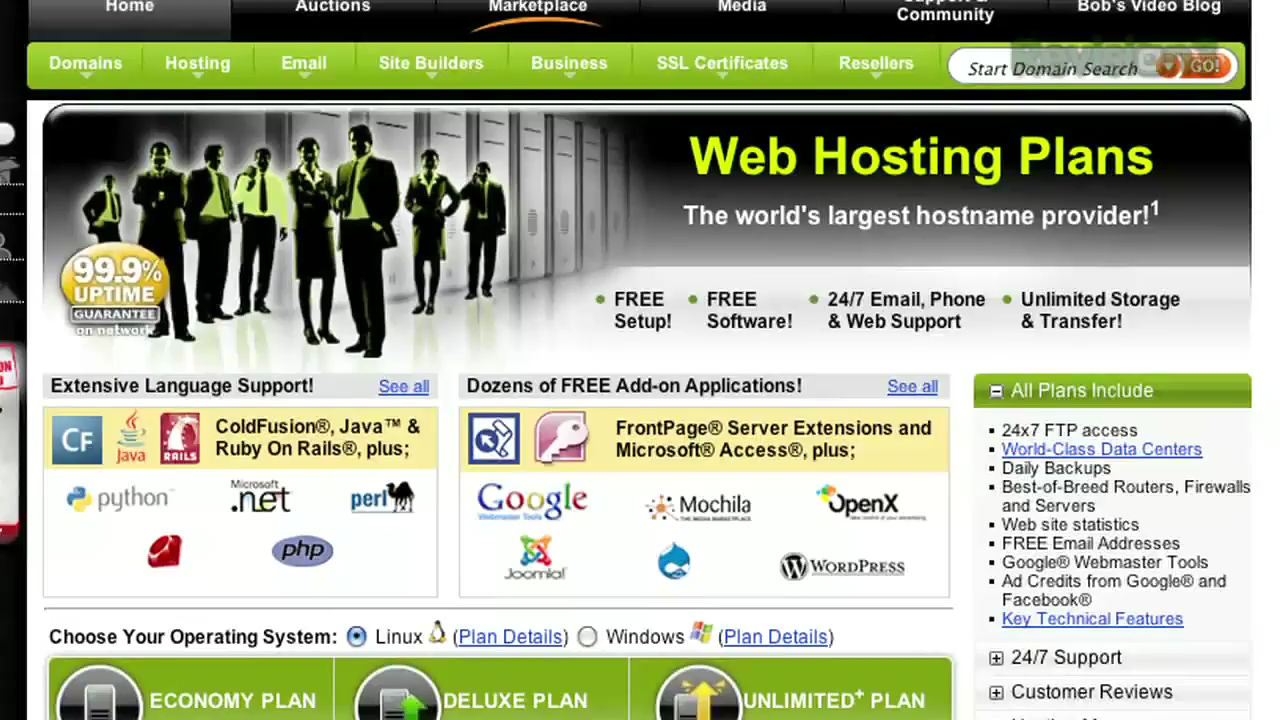 Home
Auctions
Marketplace
Media
Support &
Community
Bob's Video Blog
Domains
Hosting
Email
Site Builders
Business
SSL Certificates
Resellers
Start Domain Search
GO!
Web Hosting Plans
The world's largest hostname provider!1
99.9%
UPTIME
GUARANTEE
on network
FREE
Setup!
FREE
Software!
24/7 Email, Phone
& Web Support
Unlimited Storage
& Transfer!
Extensive Language Support!
See all
CF
Java
RAILS
ColdFusion®, Java™ &
Ruby On Rails®, plus;
python™
Microsoft
.net
perl
php
Dozens of FREE Add-on Applications!
See all
FrontPage® Server Extensions and
Microsoft® Access®, plus;
Google
Webmaster Tools
Mochila
THE MEDIA MARKETPLACE
OpenX
Joomla!
WORDPRESS
All Plans Include
24x7 FTP access
World-Class Data Centers
Daily Backups
Best-of-Breed Routers, Firewalls
and Servers
Web site statistics
FREE Email Addresses
Google® Webmaster Tools
Ad Credits from Google® and
Facebook®
Key Technical Features
24/7 Support
Customer Reviews
Choose Your Operating System:
Linux
(Plan Details)
Windows
(Plan Details)
ECONOMY PLAN
DELUXE PLAN
UNLIMITED+ PLAN